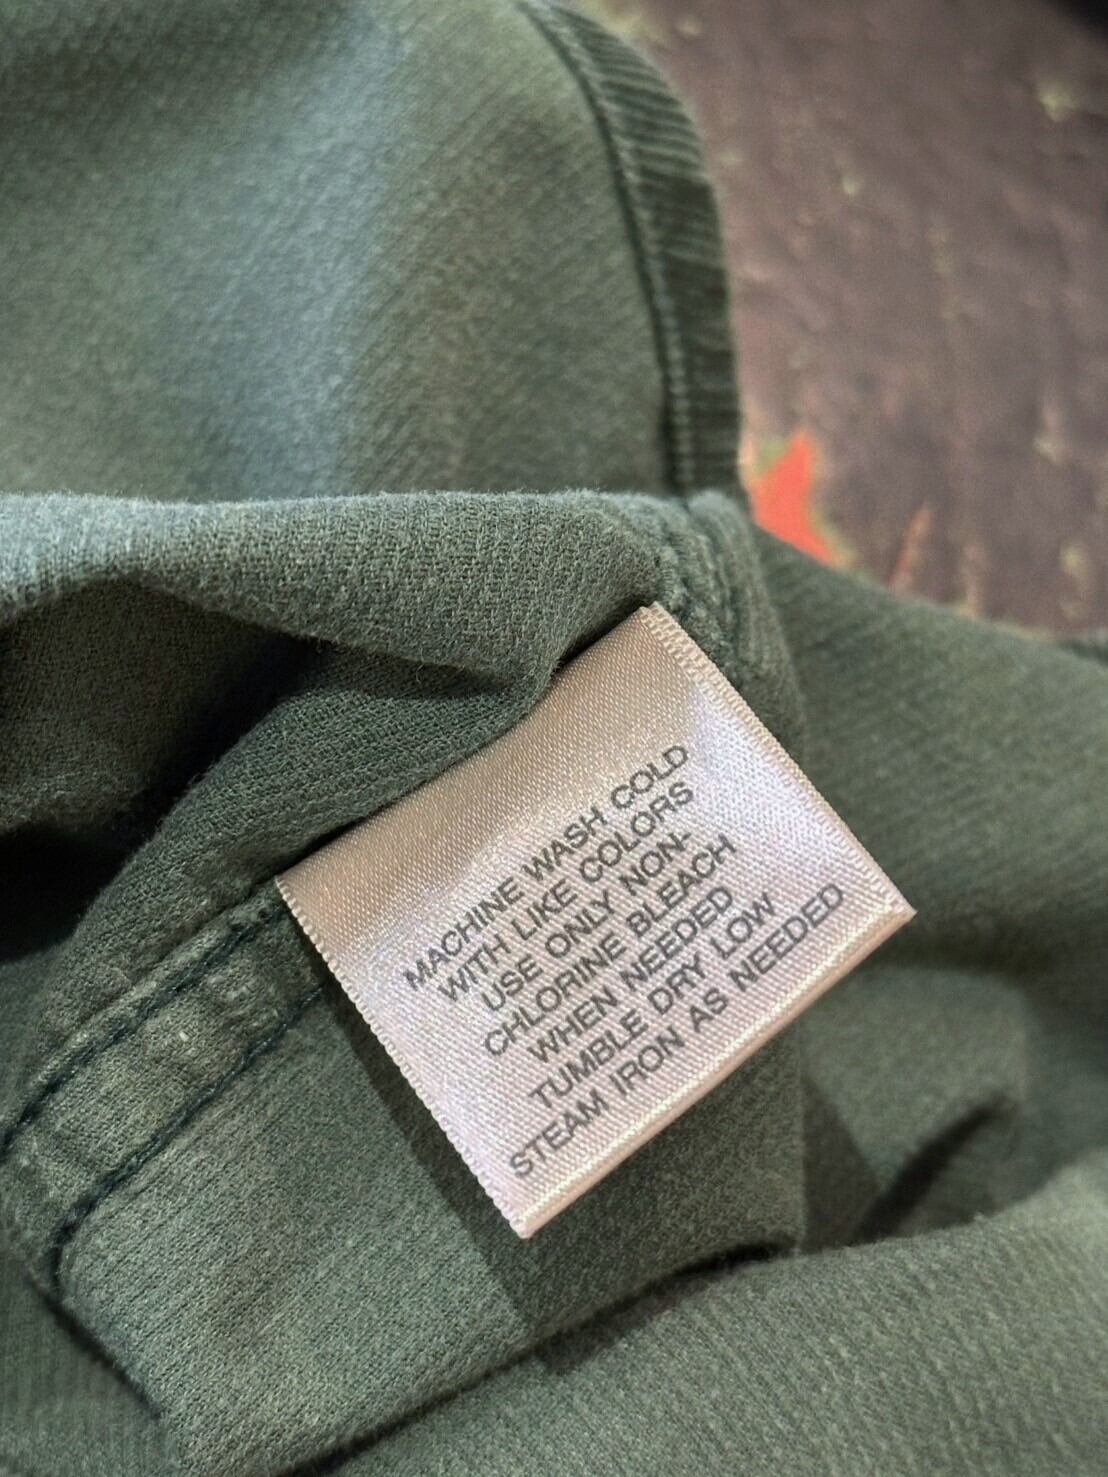 MACHINE WASH COLD
WITH LIKE COLORS
USE ONLY NON-
CHLORINE BLEACH
WHEN NEEDED
TUMBLE DRY LOW
STEAM IRON AS NEEDED